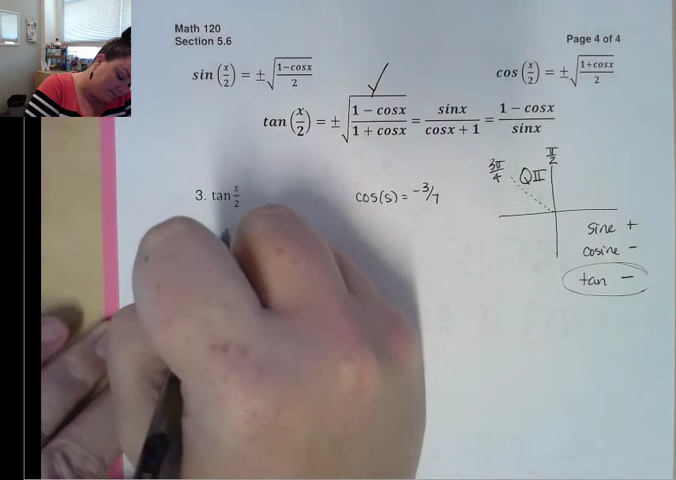 Math 120
Section 5.6
Page 4 of 4
sin (x/2) = ±√((1−cosx)/2)
cos (x/2) = ±√((1+cosx)/2)
✓
tan (x/2) = ±√((1 − cosx)/(1 + cosx)) = sinx/(cosx + 1) = (1 − cosx)/sinx
π/2
3π/4 QII
3. tan s/2
cos(s) = -3/7
sine +
cosine −
tan −